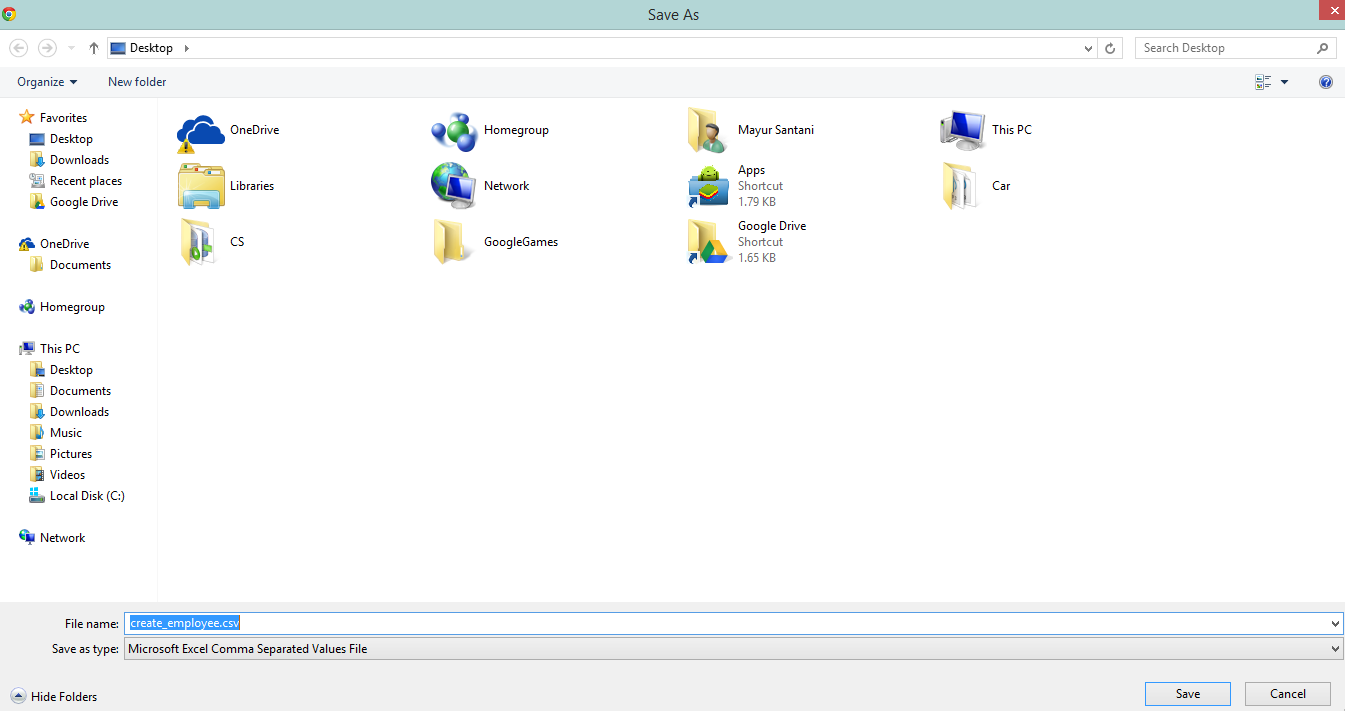 Save As
Desktop
Search Desktop
Organize
New folder
Favorites
Desktop
Downloads
Recent places
Google Drive
OneDrive
Documents
Homegroup
This PC
Desktop
Documents
Downloads
Music
Pictures
Videos
Local Disk (C:)
Network
OneDrive
Homegroup
Mayur Santani
This PC
Libraries
Network
Apps
Shortcut
1.79 KB
Car
CS
GoogleGames
Google Drive
Shortcut
1.65 KB
File name: create_employee.csv
Save as type: Microsoft Excel Comma Separated Values File
Hide Folders
Save
Cancel